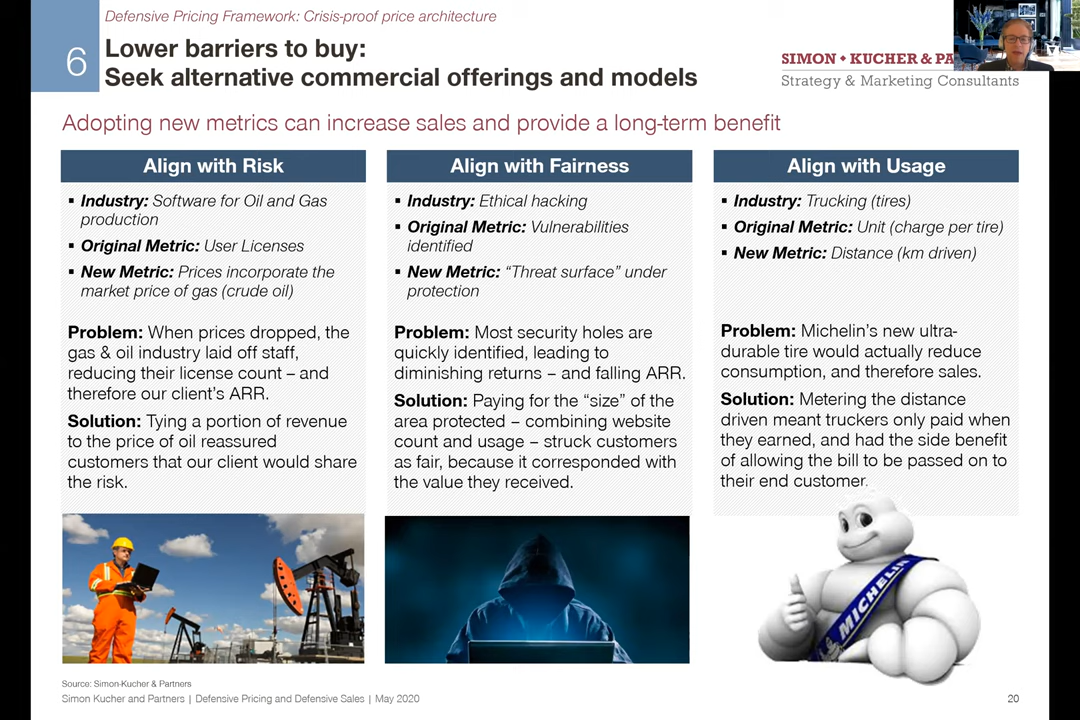 Defensive Pricing Framework: Crisis-proof price architecture
6
Lower barriers to buy:
Seek alternative commercial offerings and models
SIMON • KUCHER & PA
Strategy & Marketing Consultants
Adopting new metrics can increase sales and provide a long-term benefit
Align with Risk
▪ Industry: Software for Oil and Gas
production
▪ Original Metric: User Licenses
▪ New Metric: Prices incorporate the
market price of gas (crude oil)
Problem: When prices dropped, the
gas & oil industry laid off staff,
reducing their license count – and
therefore our client's ARR.
Solution: Tying a portion of revenue
to the price of oil reassured
customers that our client would share
the risk.
Align with Fairness
▪ Industry: Ethical hacking
▪ Original Metric: Vulnerabilities
identified
▪ New Metric: “Threat surface” under
protection
Problem: Most security holes are
quickly identified, leading to
diminishing returns – and falling ARR.
Solution: Paying for the “size” of the
area protected – combining website
count and usage – struck customers
as fair, because it corresponded with
the value they received.
Align with Usage
▪ Industry: Trucking (tires)
▪ Original Metric: Unit (charge per tire)
▪ New Metric: Distance (km driven)
Problem: Michelin's new ultra-
durable tire would actually reduce
consumption, and therefore sales.
Solution: Metering the distance
driven meant truckers only paid when
they earned, and had the side benefit
of allowing the bill to be passed on to
their end customer.
MICHELIN
Source: Simon-Kucher & Partners
Simon Kucher and Partners | Defensive Pricing and Defensive Sales | May 2020
20